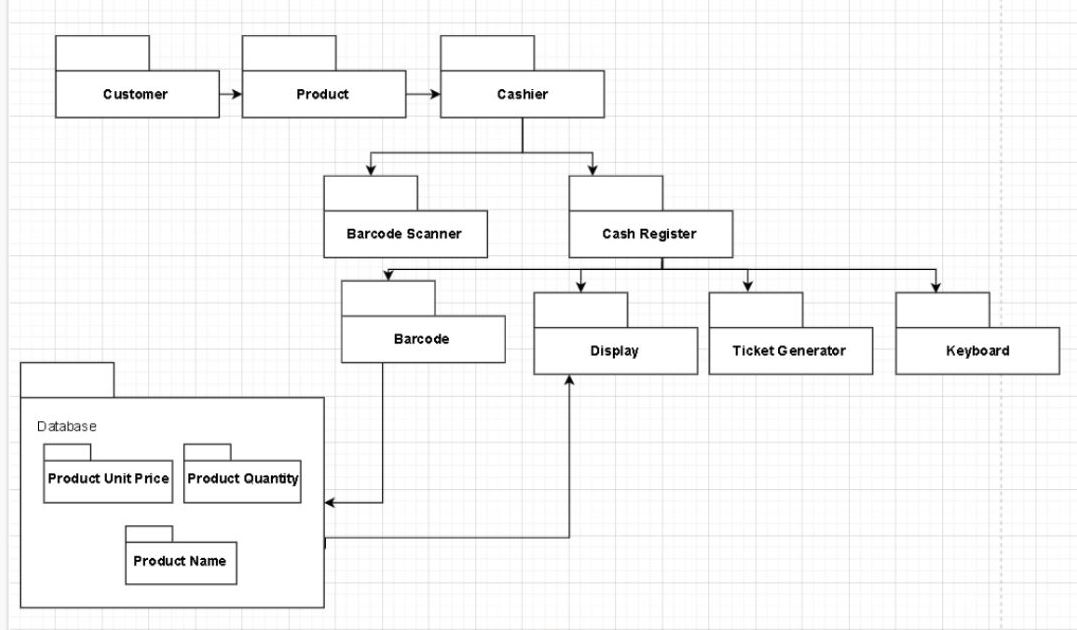 Customer
Product
Cashier
Barcode Scanner
Cash Register
Barcode
Display
Ticket Generator
Keyboard
Database
Product Unit Price
Product Quantity
Product Name